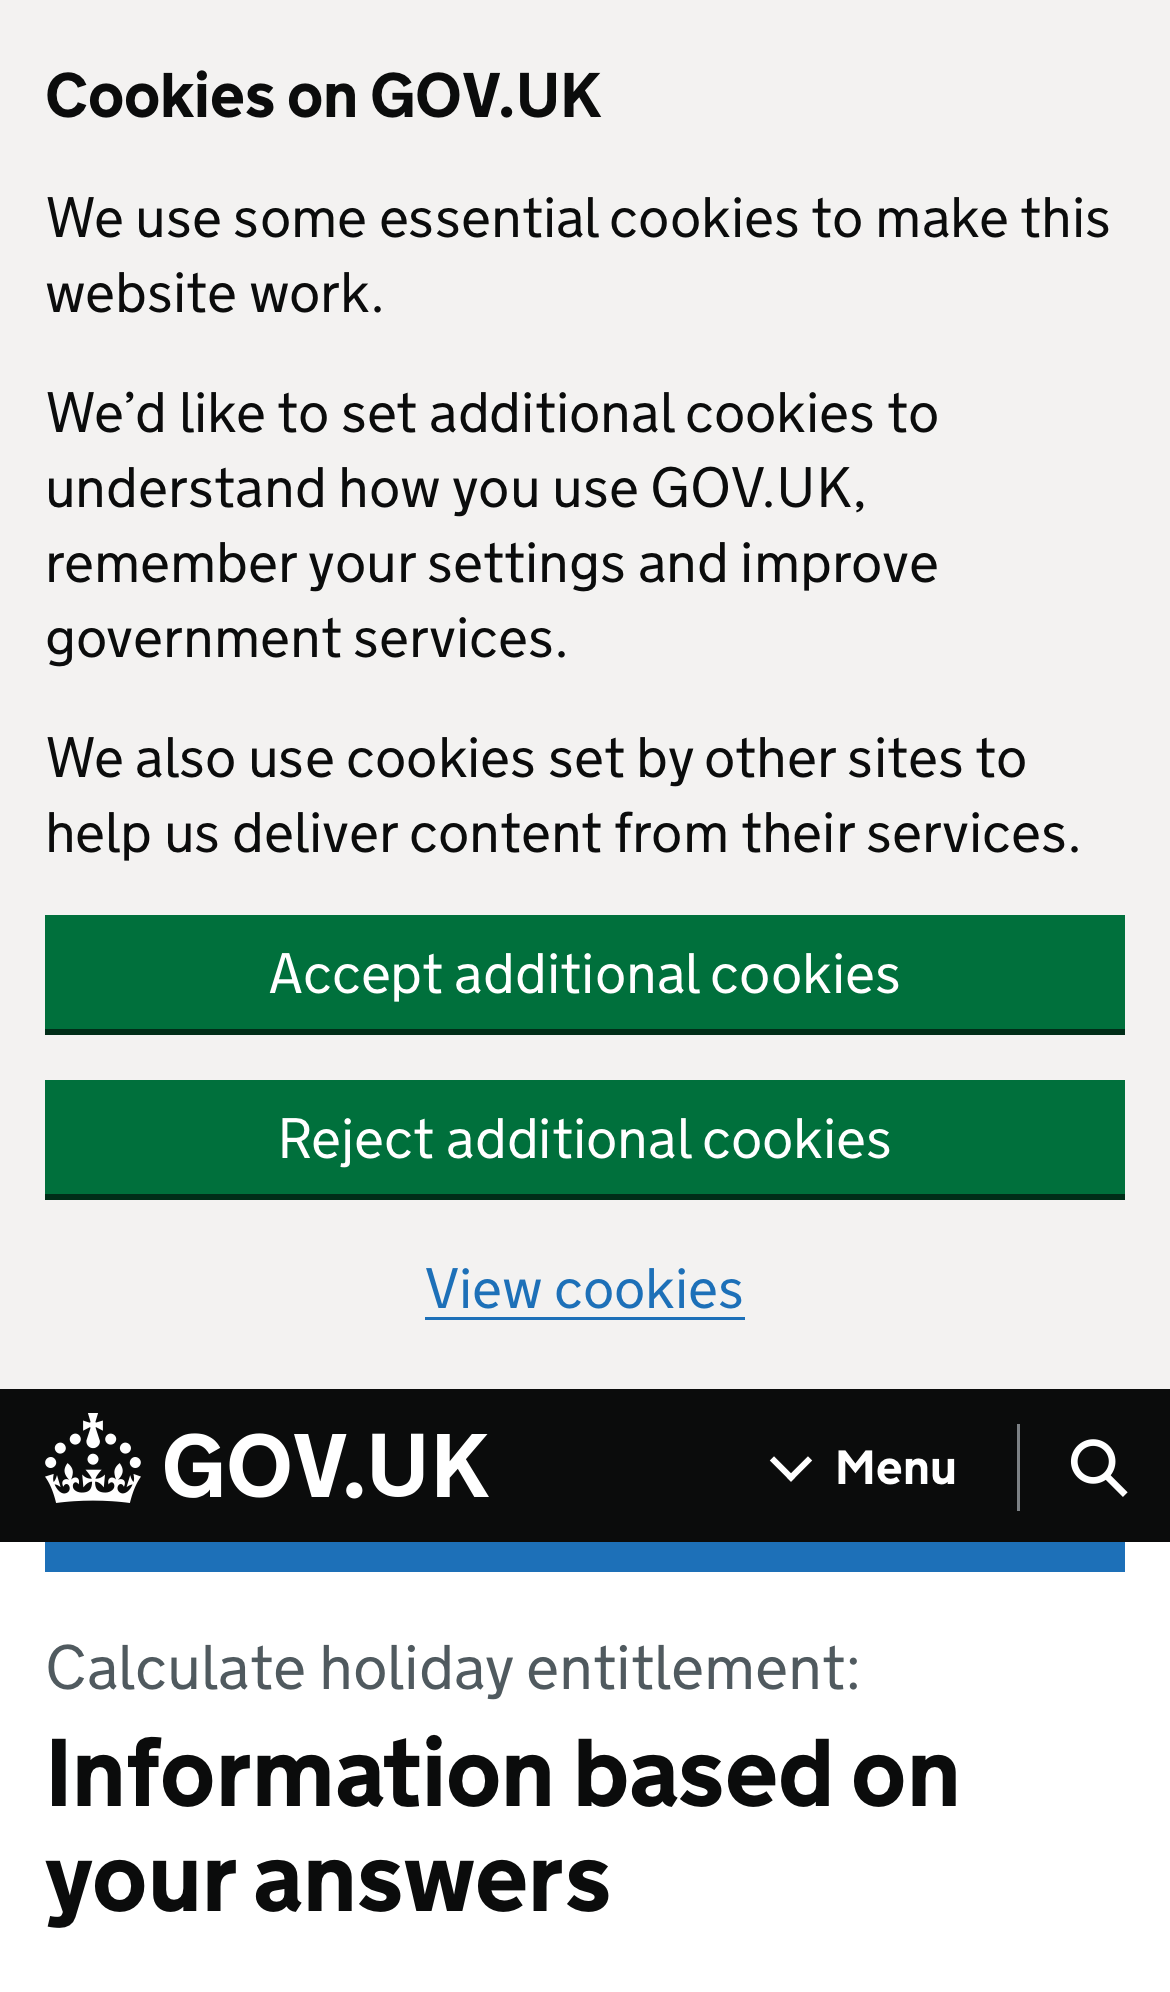 Cookies on GOV.UK
We use some essential cookies to make this
website work.
We’d like to set additional cookies to
understand how you use GOV.UK,
remember your settings and improve
government services.
We also use cookies set by other sites to
help us deliver content from their services.
Accept additional cookies
Reject additional cookies
View cookies
GOV.UK Menu
Calculate holiday entitlement:
Information based on
your answers